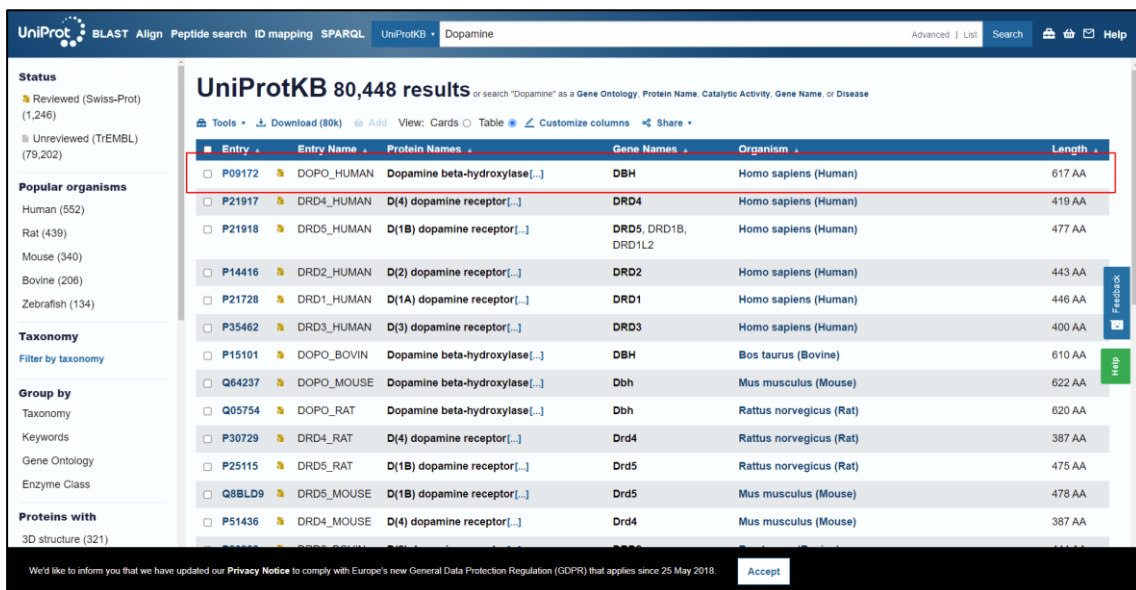 UniProt BLAST Align Peptide search ID mapping SPARQL UniProtKB Dopamine Advanced | List Search Help
Status
Reviewed (Swiss-Prot)
(1,246)
Unreviewed (TrEMBL)
(79,202)
Popular organisms
Human (552)
Rat (439)
Mouse (340)
Bovine (206)
Zebrafish (134)
Taxonomy
Filter by taxonomy
Group by
Taxonomy
Keywords
Gene Ontology
Enzyme Class
Proteins with
3D structure (321)
UniProtKB 80,448 results or search "Dopamine" as a Gene Ontology, Protein Name, Catalytic Activity, Gene Name, or Disease
Tools Download (80k) Add View: Cards Table Customize columns Share
Entry Entry Name Protein Names Gene Names Organism Length
P09172 DOPO_HUMAN Dopamine beta-hydroxylase[...] DBH Homo sapiens (Human) 617 AA
P21917 DRD4_HUMAN D(4) dopamine receptor[...] DRD4 Homo sapiens (Human) 419 AA
P21918 DRD5_HUMAN D(1B) dopamine receptor[...] DRD5, DRD1B, Homo sapiens (Human) 477 AA
DRD1L2
P14416 DRD2_HUMAN D(2) dopamine receptor[...] DRD2 Homo sapiens (Human) 443 AA
P21728 DRD1_HUMAN D(1A) dopamine receptor[...] DRD1 Homo sapiens (Human) 446 AA
P35462 DRD3_HUMAN D(3) dopamine receptor[...] DRD3 Homo sapiens (Human) 400 AA
P15101 DOPO_BOVIN Dopamine beta-hydroxylase[...] DBH Bos taurus (Bovine) 610 AA
Q64237 DOPO_MOUSE Dopamine beta-hydroxylase[...] Dbh Mus musculus (Mouse) 622 AA
Q05754 DOPO_RAT Dopamine beta-hydroxylase[...] Dbh Rattus norvegicus (Rat) 620 AA
P30729 DRD4_RAT D(4) dopamine receptor[...] Drd4 Rattus norvegicus (Rat) 387 AA
P25115 DRD5_RAT D(1B) dopamine receptor[...] Drd5 Rattus norvegicus (Rat) 475 AA
Q8BLD9 DRD5_MOUSE D(1B) dopamine receptor[...] Drd5 Mus musculus (Mouse) 478 AA
P51436 DRD4_MOUSE D(4) dopamine receptor[...] Drd4 Mus musculus (Mouse) 387 AA
Feedback
Help
We'd like to inform you that we have updated our Privacy Notice to comply with Europe's new General Data Protection Regulation (GDPR) that applies since 25 May 2018. Accept